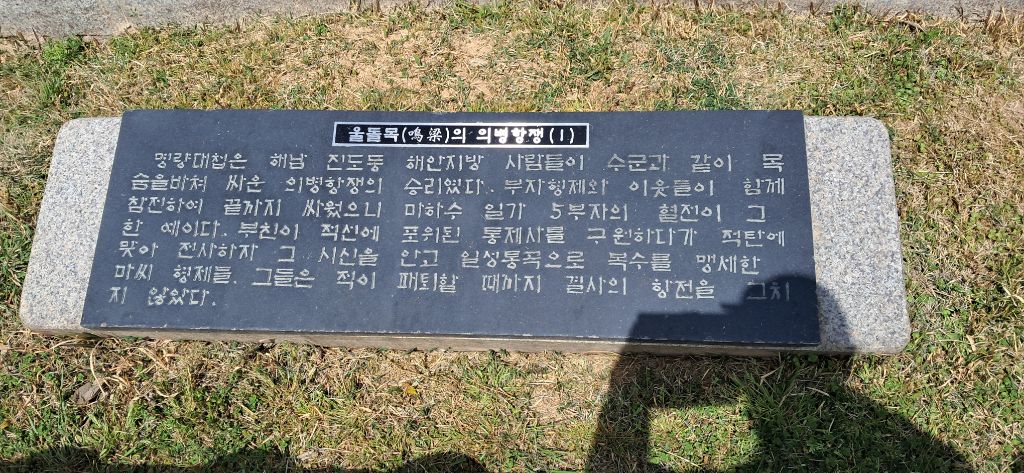 울돌목(鳴梁)의 의병항쟁(1)
명량대첩은 해남 진도등 해안지방 사람들이 수군과 같이 목
숨을바쳐 싸운 의병항쟁의 승리였다. 부자형제와 이웃들이 함께
참전하여 끝까지 싸웠으니 마하수 일가 5부자의 혈전이 그
한 예이다. 부친이 적선에 포위된 통제사를 구원하다가 적탄에
맞아 전사하자 그 시신을 안고 일성통곡으로 복수를 맹세한
마씨 형제들. 그들은 적이 패퇴할 때까지 필사의 항전을 그치
지 않았다.